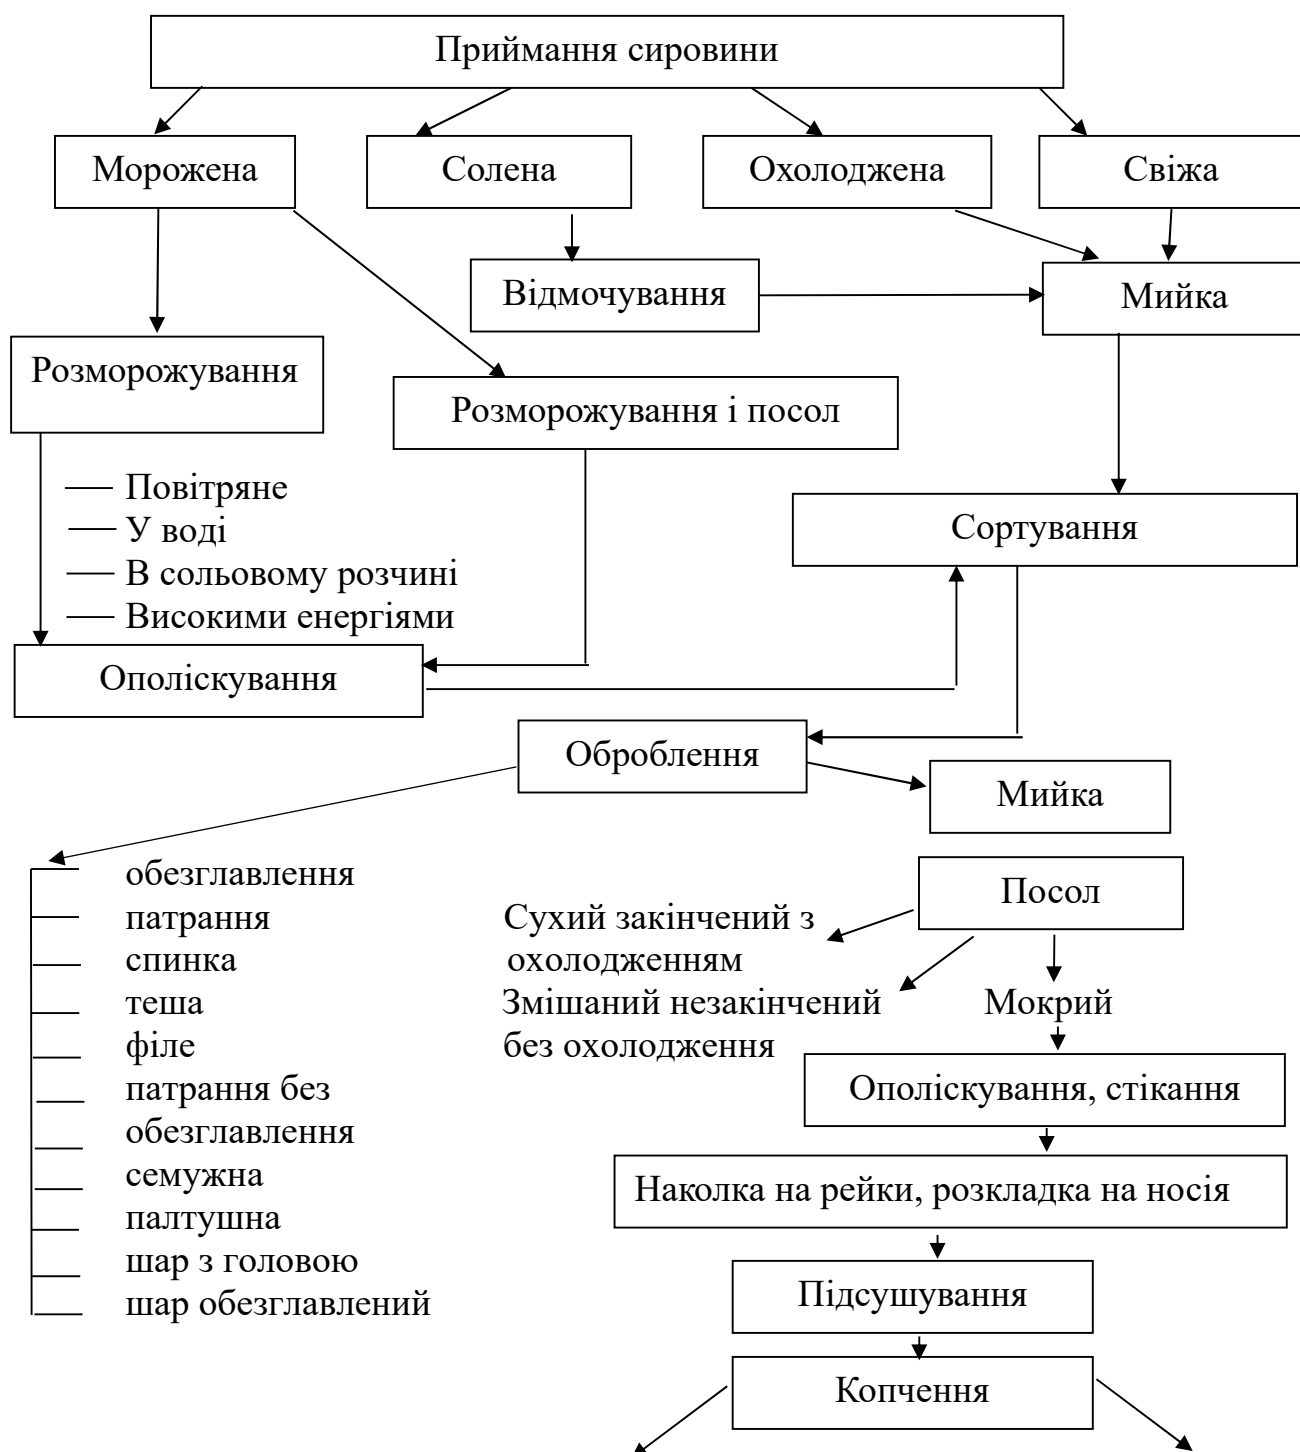 Приймання сировини
Морожена
Солена
Охолоджена
Свіжа
Відмочування
Мийка
Розморожування
Розморожування і посол
Повітряне
У воді
В сольовому розчині
Високими енергіями
Сортування
Ополіскування
Оброблення
Мийка
обезглавлення
патрання
спинка
теша
філе
патрання без
обезглавлення
семужна
палтушна
шар з головою
шар обезглавлений
Посол
Сухий закінчений з
охолодженням
Змішаний незакінчений
без охолодження
Мокрий
Ополіскування, стікання
Наколка на рейки, розкладка на носія
Підсушування
Копчення